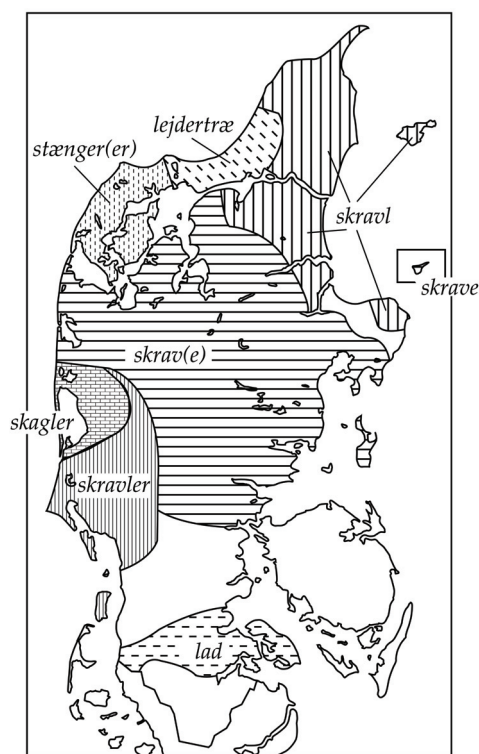 lejdertræ
stænger(er)
skravl
skrave
skrav(e)
skagler
skravler
lad